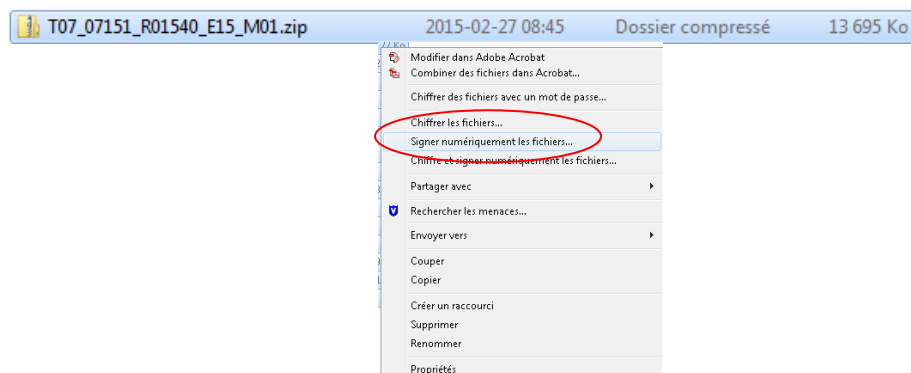 T07_07151_R01540_E15_M01.zip 2015-02-27 08:45 Dossier compressé 13 695 Ko
Modifier dans Adobe Acrobat
Combiner des fichiers dans Acrobat...
Chiffrer des fichiers avec un mot de passe...
Chiffrer les fichiers...
Signer numériquement les fichiers...
Chiffre et signer numériquement les fichiers...
Partager avec
Rechercher les menaces...
Envoyer vers
Couper
Copier
Créer un raccourci
Supprimer
Renommer
Propriétés